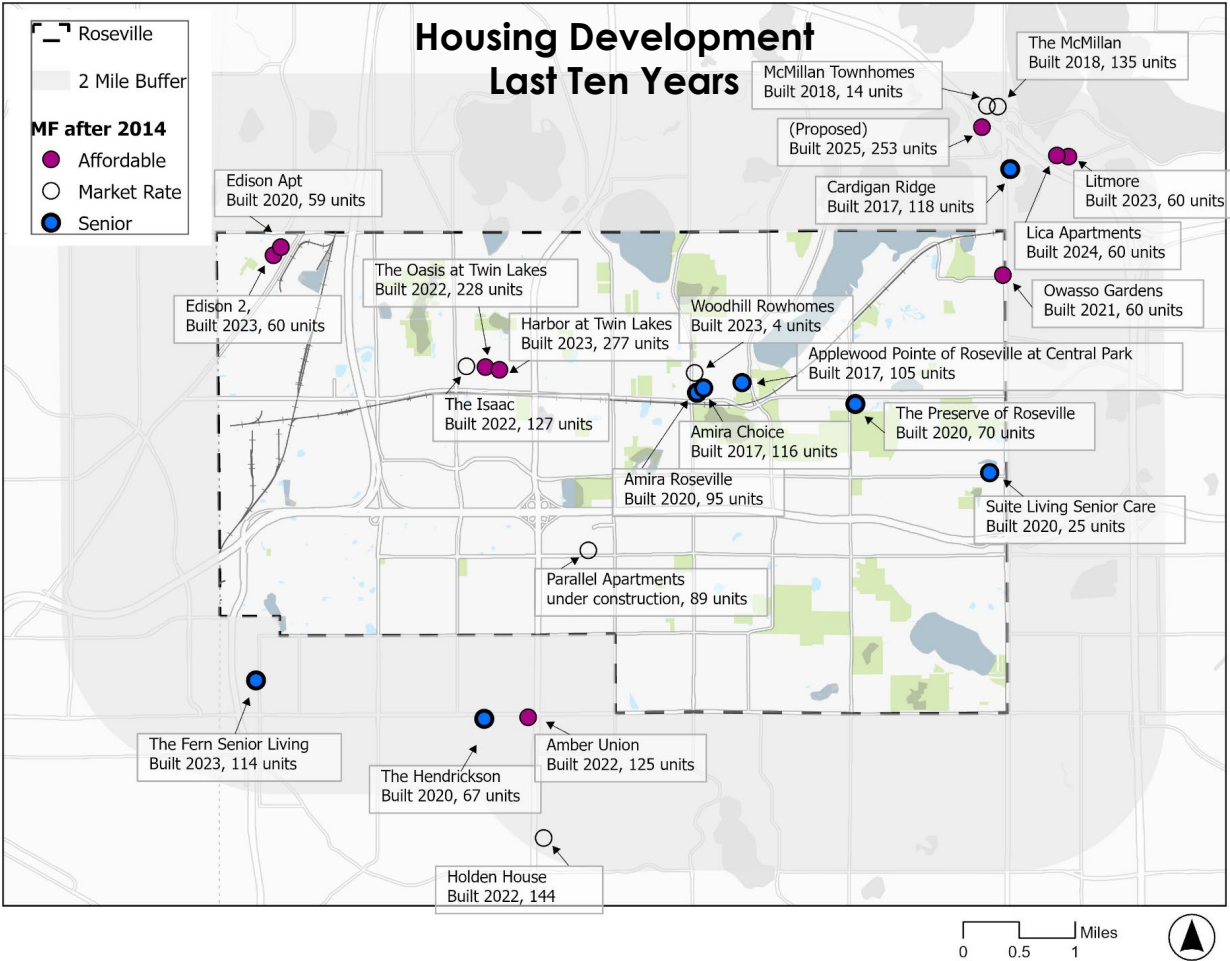 Housing Development
Last Ten Years
Roseville
2 Mile Buffer
MF after 2014
Affordable
Market Rate
Senior
The McMillan
Built 2018, 135 units
McMillan Townhomes
Built 2018, 14 units
(Proposed)
Built 2025, 253 units
Cardigan Ridge
Built 2017, 118 units
Litmore
Built 2023, 60 units
Lica Apartments
Built 2024, 60 units
Owasso Gardens
Built 2021, 60 units
Edison Apt
Built 2020, 59 units
Edison 2,
Built 2023, 60 units
The Oasis at Twin Lakes
Built 2022, 228 units
Harbor at Twin Lakes
Built 2023, 277 units
Woodhill Rowhomes
Built 2023, 4 units
Applewood Pointe of Roseville at Central Park
Built 2017, 105 units
The Isaac
Built 2022, 127 units
Amira Choice
Built 2017, 116 units
The Preserve of Roseville
Built 2020, 70 units
Amira Roseville
Built 2020, 95 units
Suite Living Senior Care
Built 2020, 25 units
Parallel Apartments
under construction, 89 units
The Fern Senior Living
Built 2023, 114 units
The Hendrickson
Built 2020, 67 units
Amber Union
Built 2022, 125 units
Holden House
Built 2022, 144
Miles
0 0.5 1